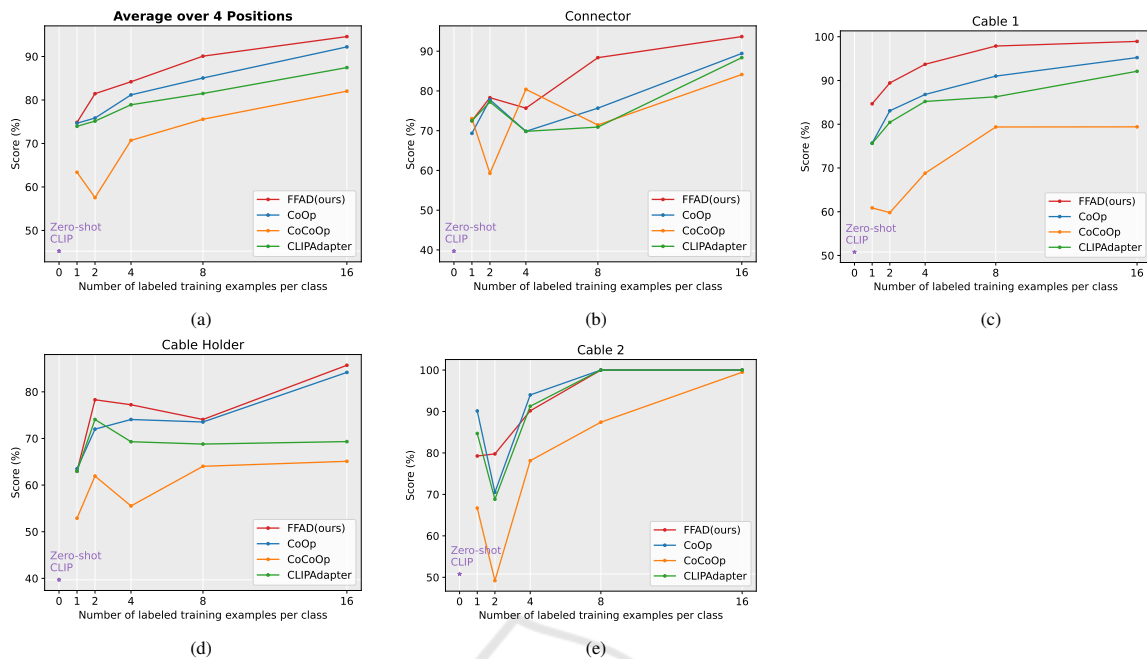 Average over 4 Positions
90
80
70
60
50
Score (%)
Zero-shot
CLIP
FFAD(ours)
CoOp
CoCoOp
CLIPAdapter
0 1 2 4 8 16
Number of labeled training examples per class
(a)
Connector
90
80
70
60
50
40
Score (%)
Zero-shot
CLIP
FFAD(ours)
CoOp
CoCoOp
CLIPAdapter
0 1 2 4 8 16
Number of labeled training examples per class
(b)
Cable 1
100
90
80
70
60
50
Score (%)
Zero-shot
CLIP
FFAD(ours)
CoOp
CoCoOp
CLIPAdapter
0 1 2 4 8 16
Number of labeled training examples per class
(c)
Cable Holder
80
70
60
50
40
Score (%)
Zero-shot
CLIP
FFAD(ours)
CoOp
CoCoOp
CLIPAdapter
0 1 2 4 8 16
Number of labeled training examples per class
(d)
Cable 2
100
90
80
70
60
50
Score (%)
Zero-shot
CLIP
FFAD(ours)
CoOp
CoCoOp
CLIPAdapter
0 1 2 4 8 16
Number of labeled training examples per class
(e)